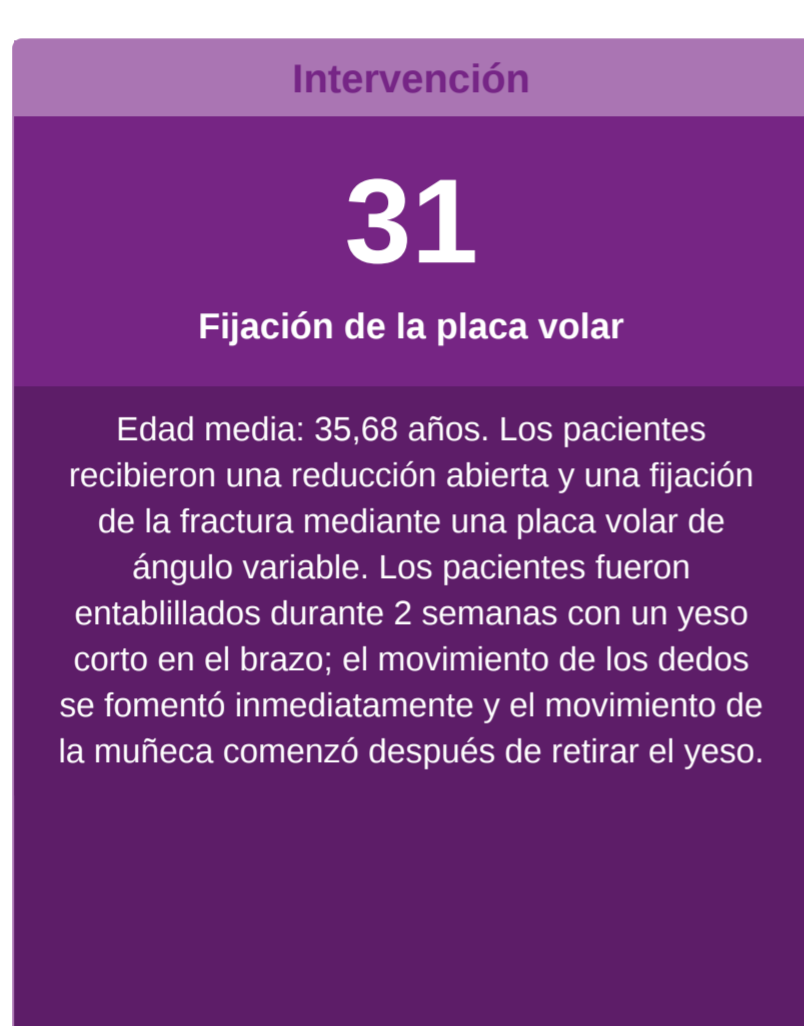 Intervención
31
Fijación de la placa volar
Edad media: 35,68 años. Los pacientes
recibieron una reducción abierta y una fijación
de la fractura mediante una placa volar de
ángulo variable. Los pacientes fueron
entablillados durante 2 semanas con un yeso
corto en el brazo; el movimiento de los dedos
se fomentó inmediatamente y el movimiento de
la muñeca comenzó después de retirar el yeso.